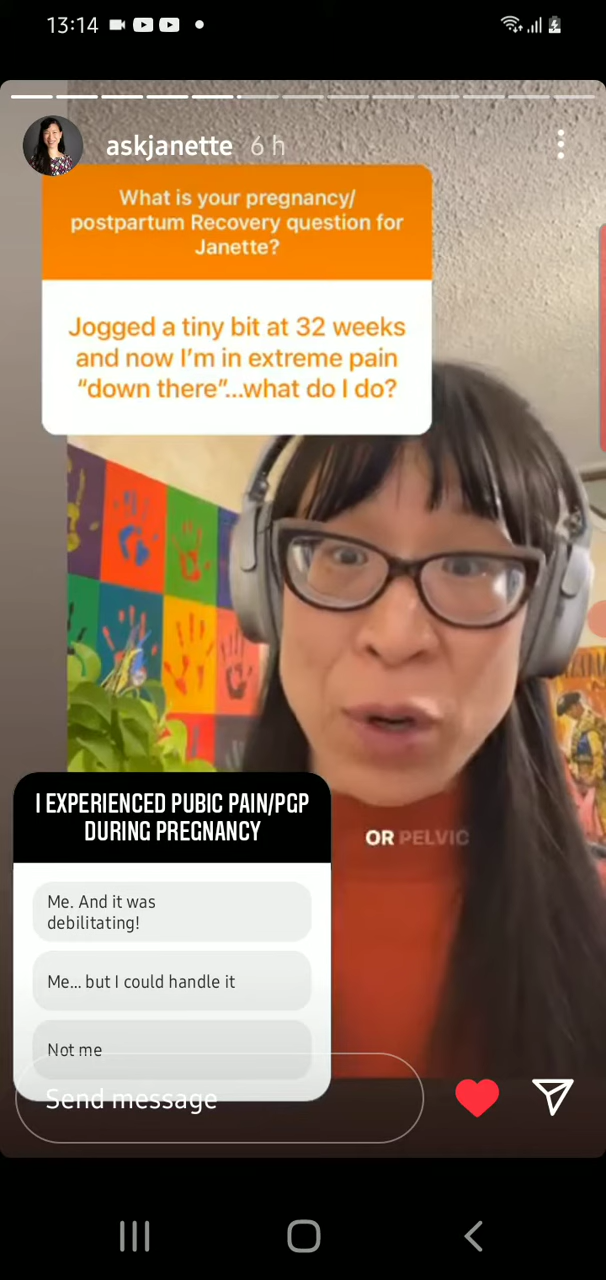 13:14
askjanette 6 h
What is your pregnancy/
postpartum Recovery question for
Janette?
Jogged a tiny bit at 32 weeks
and now I'm in extreme pain
"down there"...what do I do?
I EXPERIENCED PUBIC PAIN/PGP
DURING PREGNANCY
OR PELVIC
Me. And it was
debilitating!
Me... but I could handle it
Not me
Send message